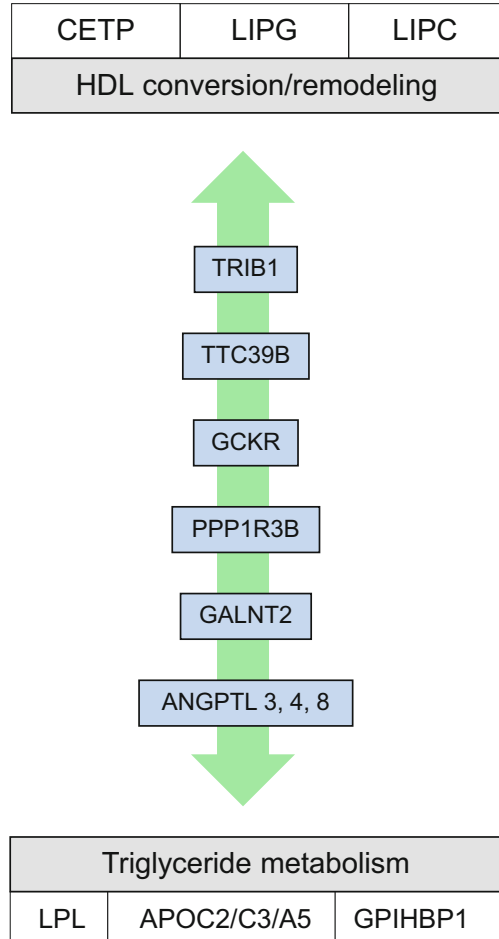 CETP LIPG LIPC
HDL conversion/remodeling
TRIB1
TTC39B
GCKR
PPP1R3B
GALNT2
ANGPTL 3, 4, 8
Triglyceride metabolism
LPL APOC2/C3/A5 GPIHBP1